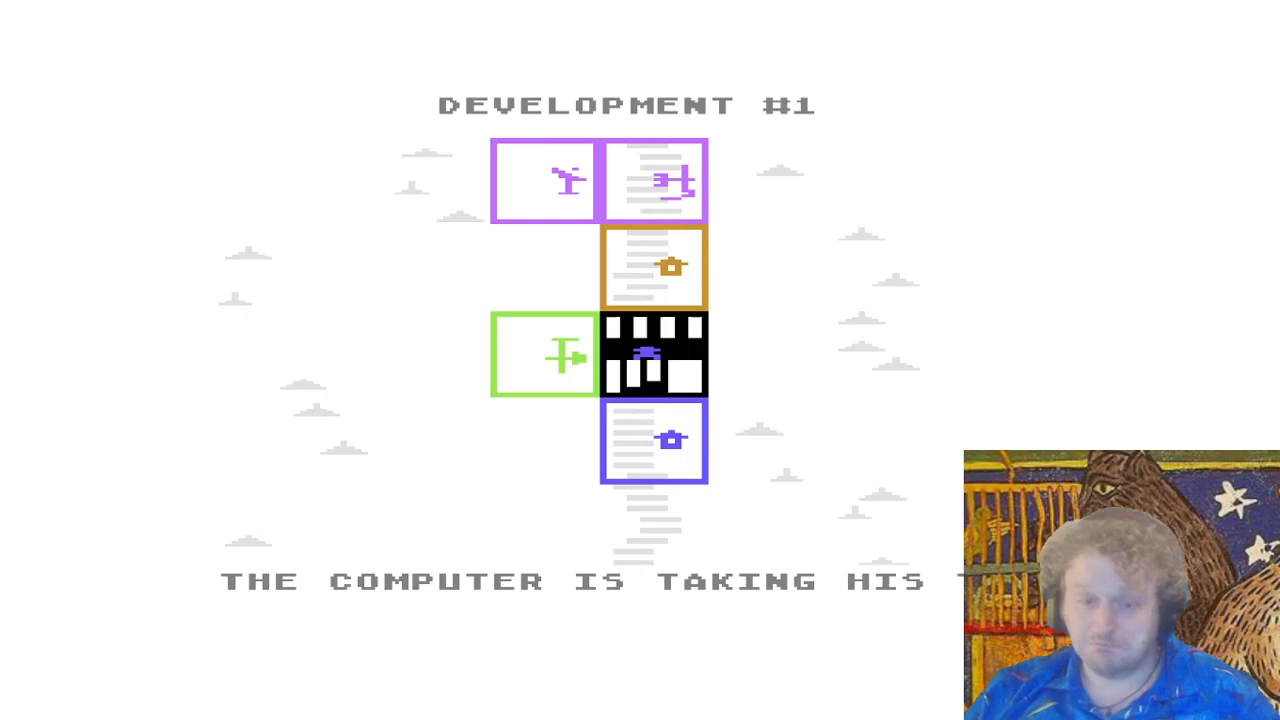 DEVELOPMENT #1
THE COMPUTER IS TAKING HIS